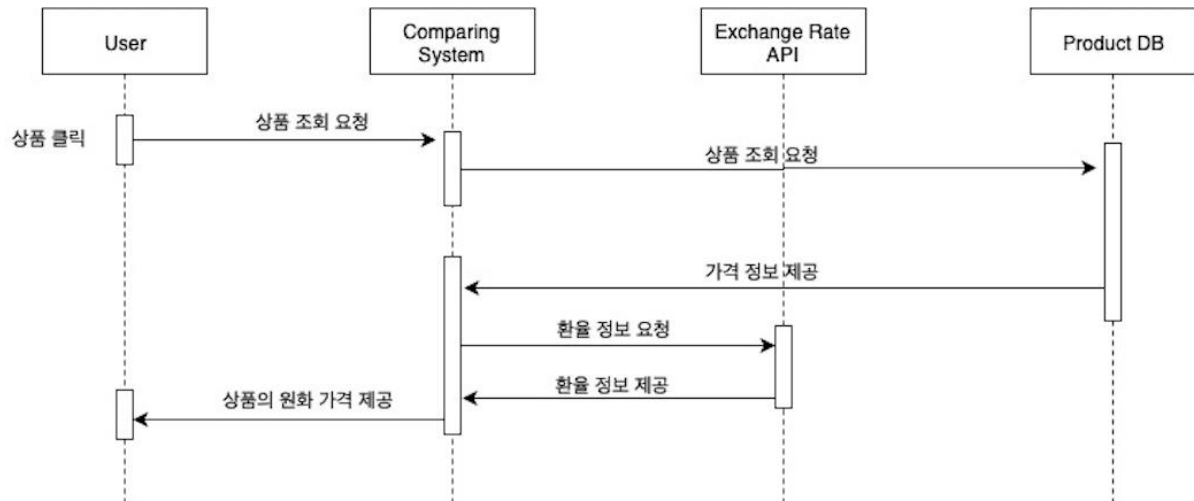 User
Comparing
System
Exchange Rate
API
Product DB
상품 클릭
상품 조회 요청
상품 조회 요청
가격 정보 제공
환율 정보 요청
환율 정보 제공
상품의 원화 가격 제공